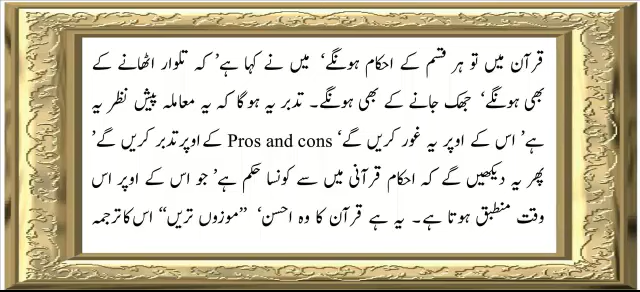 قرآن میں تو ہر قسم کے احکام ہونگے‘ میں نے کہا ہے’ کہ تلوار اٹھانے کے
بھی ہونگے‘ جھک جانے کے بھی ہونگے۔ تدبر یہ ہوگا کہ یہ معاملہ پیش نظر یہ
ہے’ اس کے اوپر یہ غور کریں گے‘ Pros and cons کے اوپر تدبر کریں گے’
پھر یہ دیکھیں گے کہ احکام قرآنی میں سے کونسا حکم ہے’ جو اس کے اوپر اس
وقت منطبق ہوتا ہے۔ یہ ہے قرآن کا وہ احسن‘ ”موزوں تریں“ اس کا ترجمہ